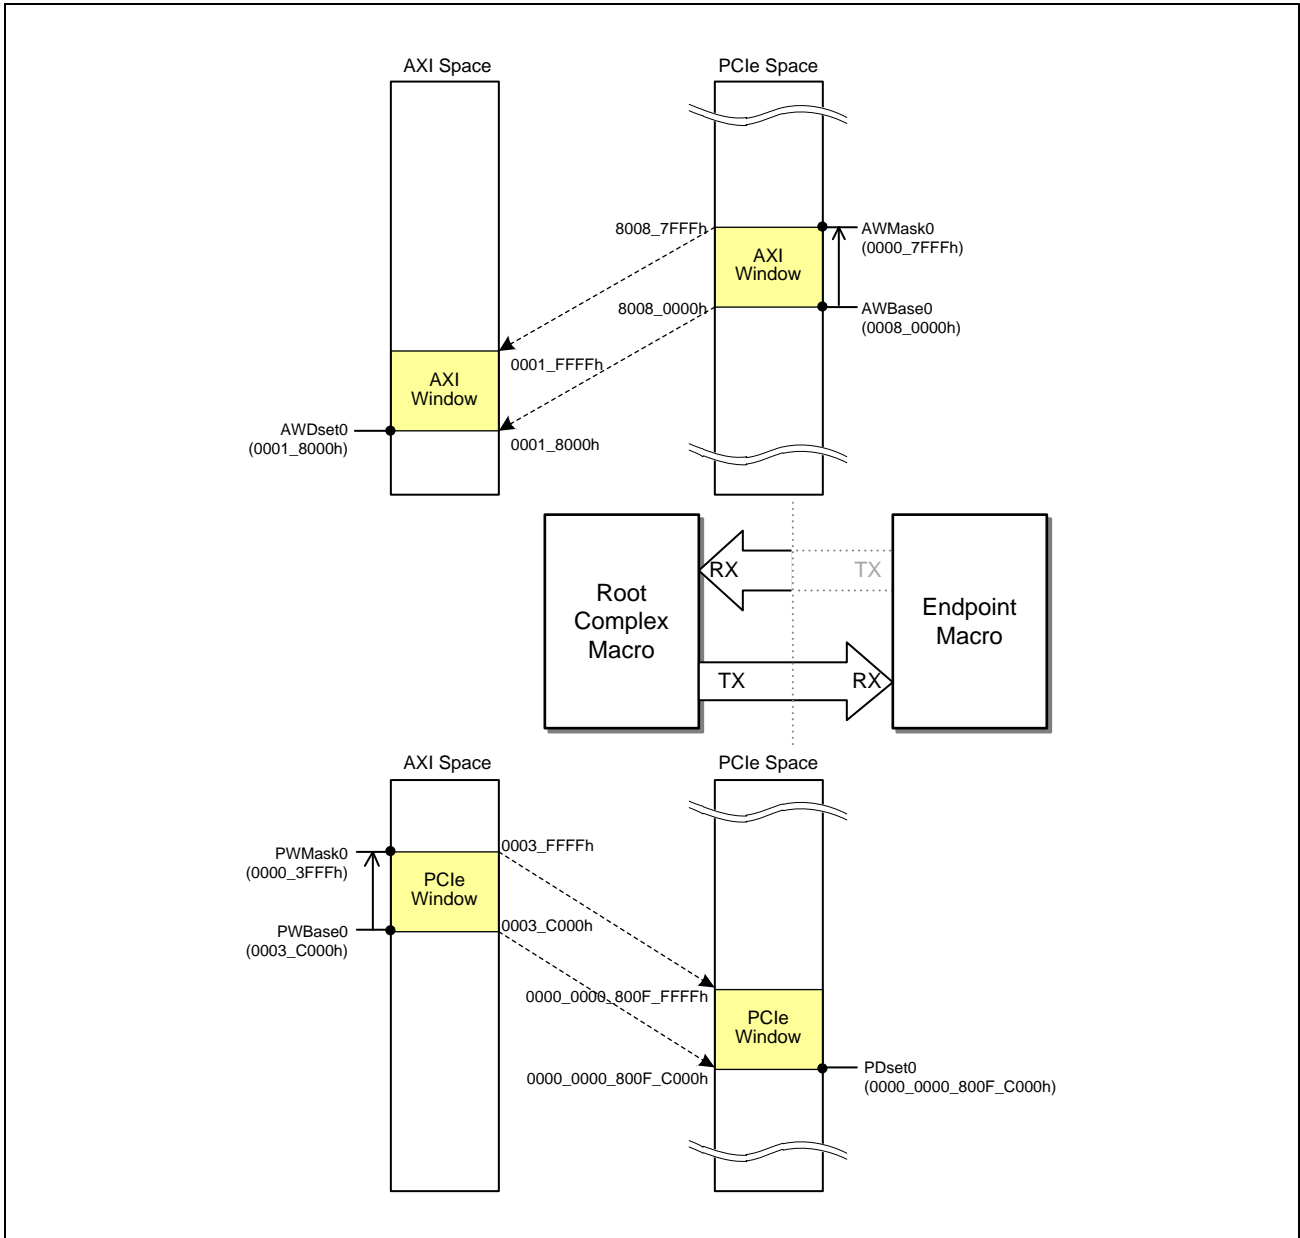 AXI Space
PCIe Space
8008_7FFFh
AWMask0
(0000_7FFFh)
AXI
Window
8008_0000h
AWBase0
(0008_0000h)
0001_FFFFh
AXI
Window
AWDset0
(0001_8000h)
0001_8000h
RX
TX
Root
Complex
Macro
Endpoint
Macro
TX
RX
AXI Space
PCIe Space
PWMask0
(0000_3FFFh)
0003_FFFFh
PCIe
Window
PWBase0
(0003_C000h)
0003_C000h
0000_0000_800F_FFFFh
PCIe
Window
0000_0000_800F_C000h
PDset0
(0000_0000_800F_C000h)